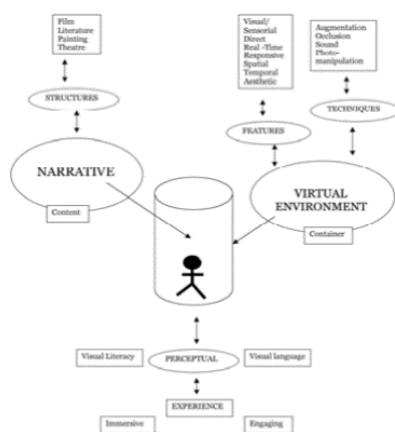 Film
Literature
Painting
Theatre
Visual/
Sensorial
Direct
Real -Time
Responsive
Spatial
Temporal
Aesthetic
Augmentation
Occlusion
Sound
Photo-
manipulation
STRUCTURES
FEATURES
TECHNIQUES
NARRATIVE
Content
VIRTUAL
ENVIRONMENT
Container
Visual Literacy
PERCEPTUAL
Visual language
EXPERIENCE
Immersive
Engaging